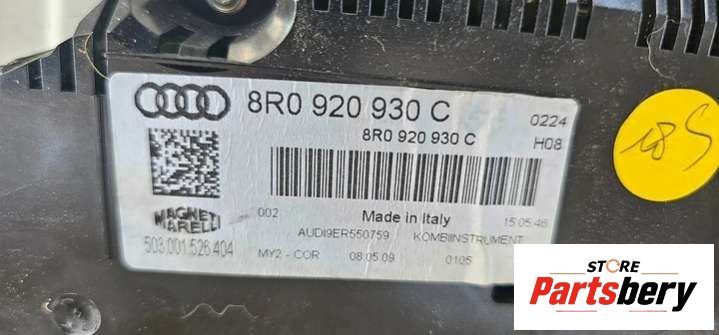 8R0 920 930 C
0224
8R0 920 930 C
H08
MAGNETI
MARELLI
002
Made in Italy
15:05:46
AUDI9ER550759 KOMBIINSTRUMENT
503.001.526.404
MY2 - COR 08.05.09 0105
18S
STORE
Partsbery